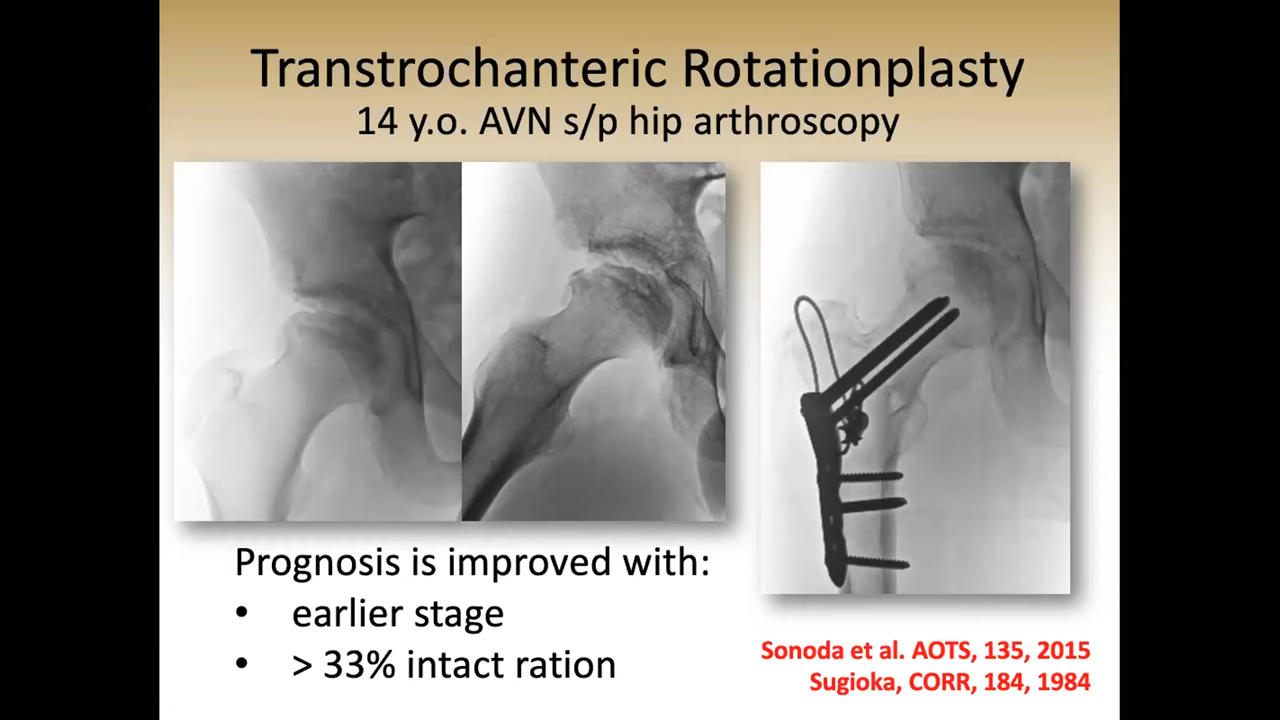 Transtrochanteric Rotationplasty
14 y.o. AVN s/p hip arthroscopy
Prognosis is improved with:
• earlier stage
• > 33% intact ration
Sonoda et al. AOTS, 135, 2015
Sugioka, CORR, 184, 1984